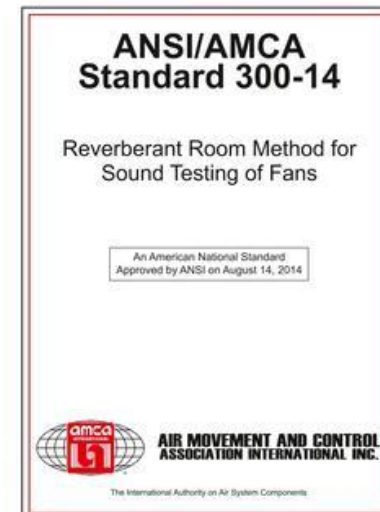 ANSI/AMCA
Standard 300-14
Reverberant Room Method for
Sound Testing of Fans
An American National Standard
Approved by ANSI on August 14, 2014
amca
INTERNATIONAL
AIR MOVEMENT AND CONTROL
ASSOCIATION INTERNATIONAL INC.
The International Authority on Air System Components